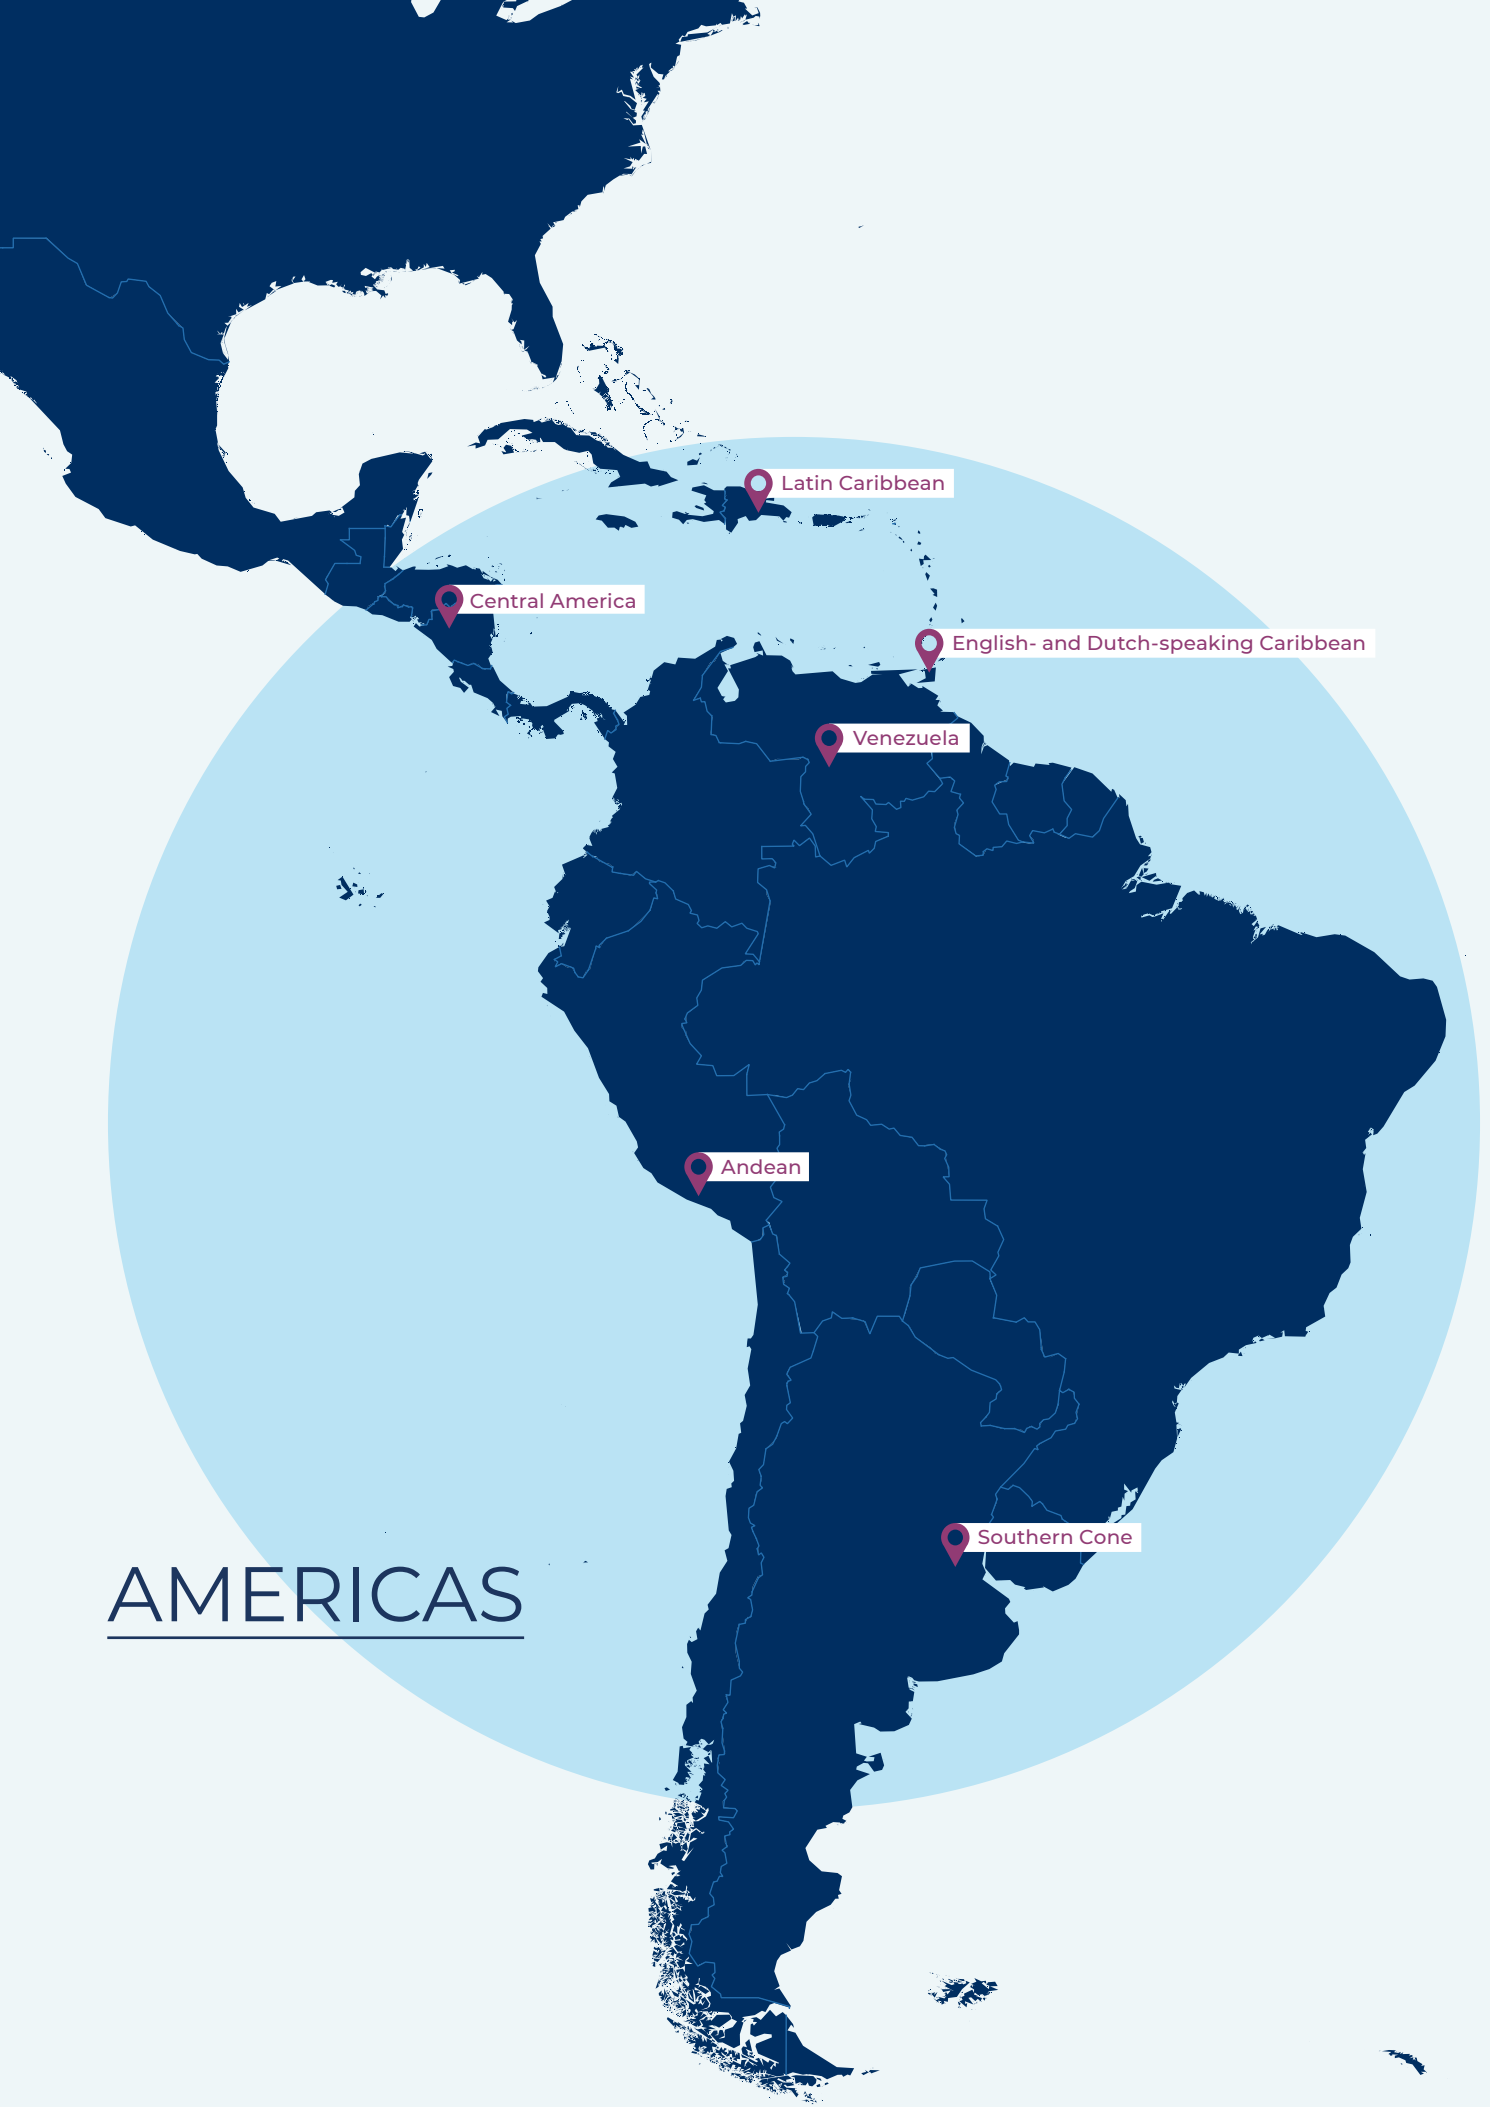 Latin Caribbean
Central America
English- and Dutch-speaking Caribbean
Venezuela
Andean
Southern Cone
AMERICAS